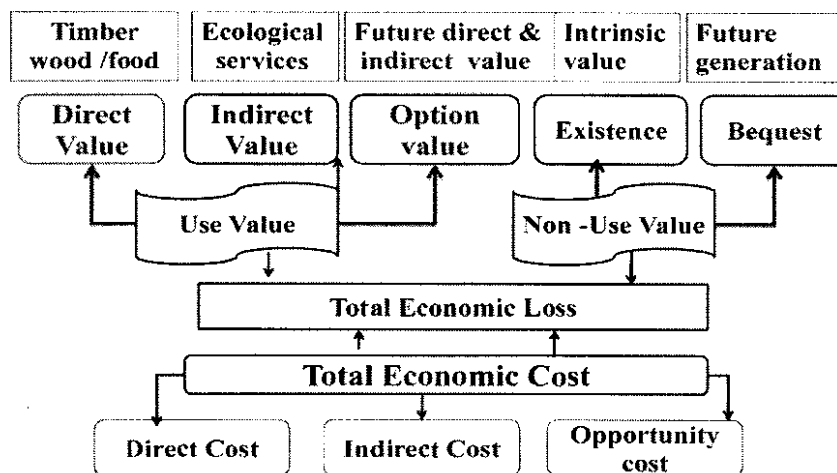 Timber
wood /food
Ecological
services
Future direct &
indirect value
Intrinsic
value
Future
generation
Direct
Value
Indirect
Value
Option
value
Existence
Bequest
Use Value
Non -Use Value
Total Economic Loss
Total Economic Cost
Direct Cost
Indirect Cost
Opportunity
cost